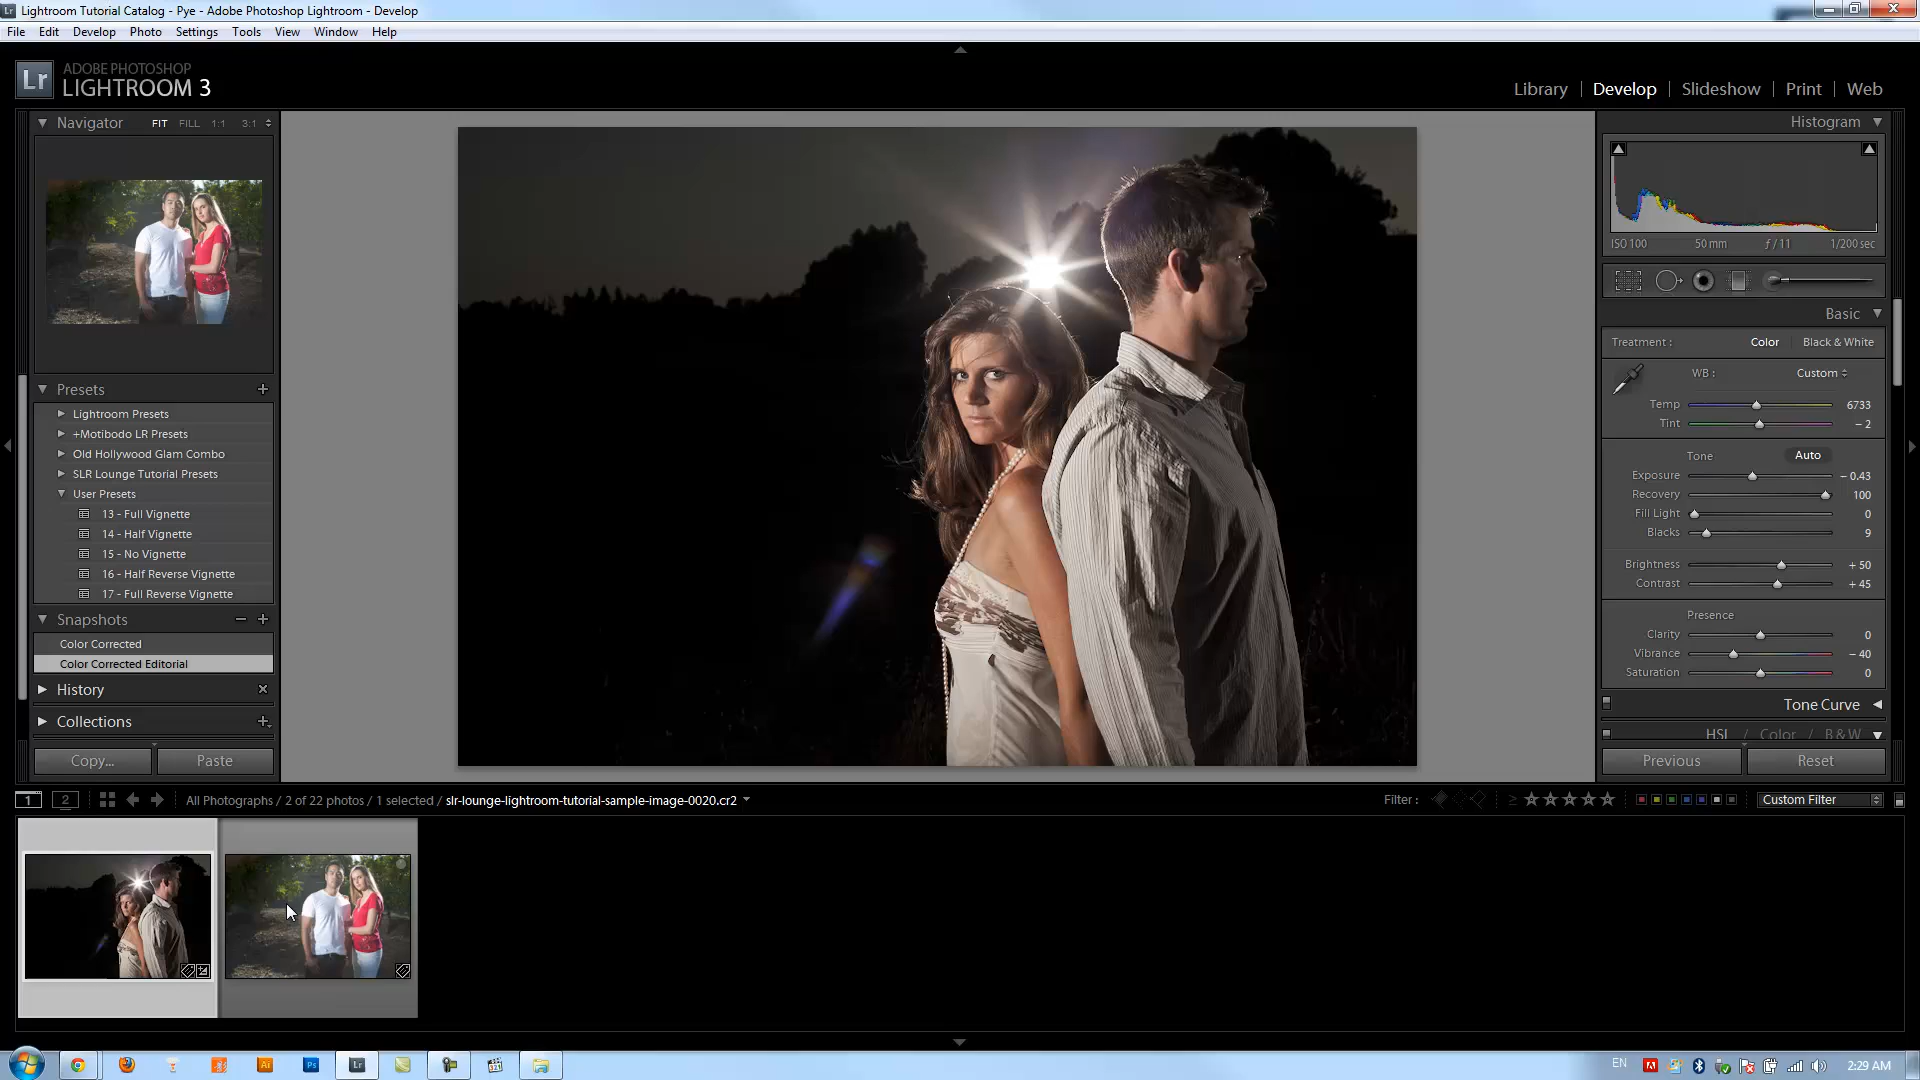 Lightroom Tutorial Catalog - Pye - Adobe Photoshop Lightroom - Develop
File Edit Develop Photo Settings Tools View Window Help
Lr ADOBE PHOTOSHOP
LIGHTROOM 3
Library | Develop | Slideshow | Print | Web
Navigator FIT FILL 1:1 3:1
Presets +
Lightroom Presets
+Motibodo LR Presets
Old Hollywood Glam Combo
SLR Lounge Tutorial Presets
User Presets
13 - Full Vignette
14 - Half Vignette
15 - No Vignette
16 - Half Reverse Vignette
17 - Full Reverse Vignette
Snapshots − +
Color Corrected
Color Corrected Editorial
History ×
Collections +
Copy... Paste
Histogram
ISO 100 50 mm ƒ / 11 1/200 sec
Basic
Treatment : Color Black & White
WB : Custom
Temp 6733
Tint − 2
Tone Auto
Exposure − 0.43
Recovery 100
Fill Light 0
Blacks 9
Brightness + 50
Contrast + 45
Presence
Clarity 0
Vibrance − 40
Saturation 0
Tone Curve
HSL / Color / B & W
Previous Reset
1 2 All Photographs / 2 of 22 photos / 1 selected / slr-lounge-lightroom-tutorial-sample-image-0020.cr2
Filter : ≥ Custom Filter
Ai Ps Lr 321 EN 2:29 AM